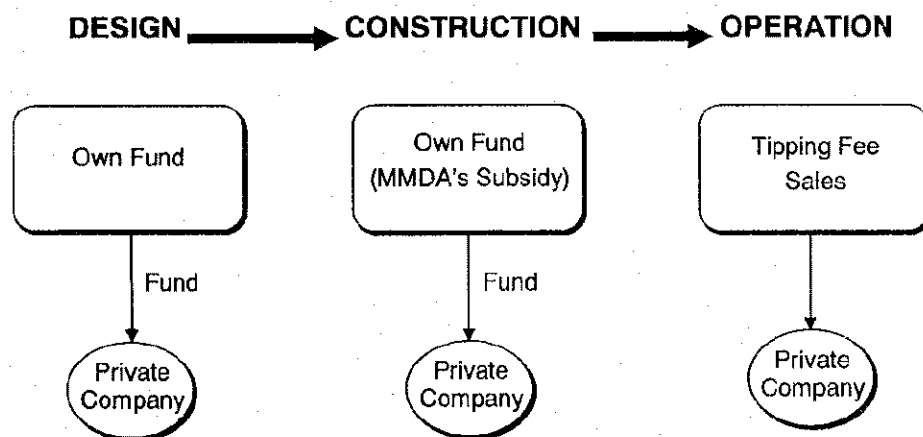 DESIGN CONSTRUCTION OPERATION
Own Fund
Own Fund
(MMDA's Subsidy)
Tipping Fee
Sales
Fund
Fund
Private
Company
Private
Company
Private
Company